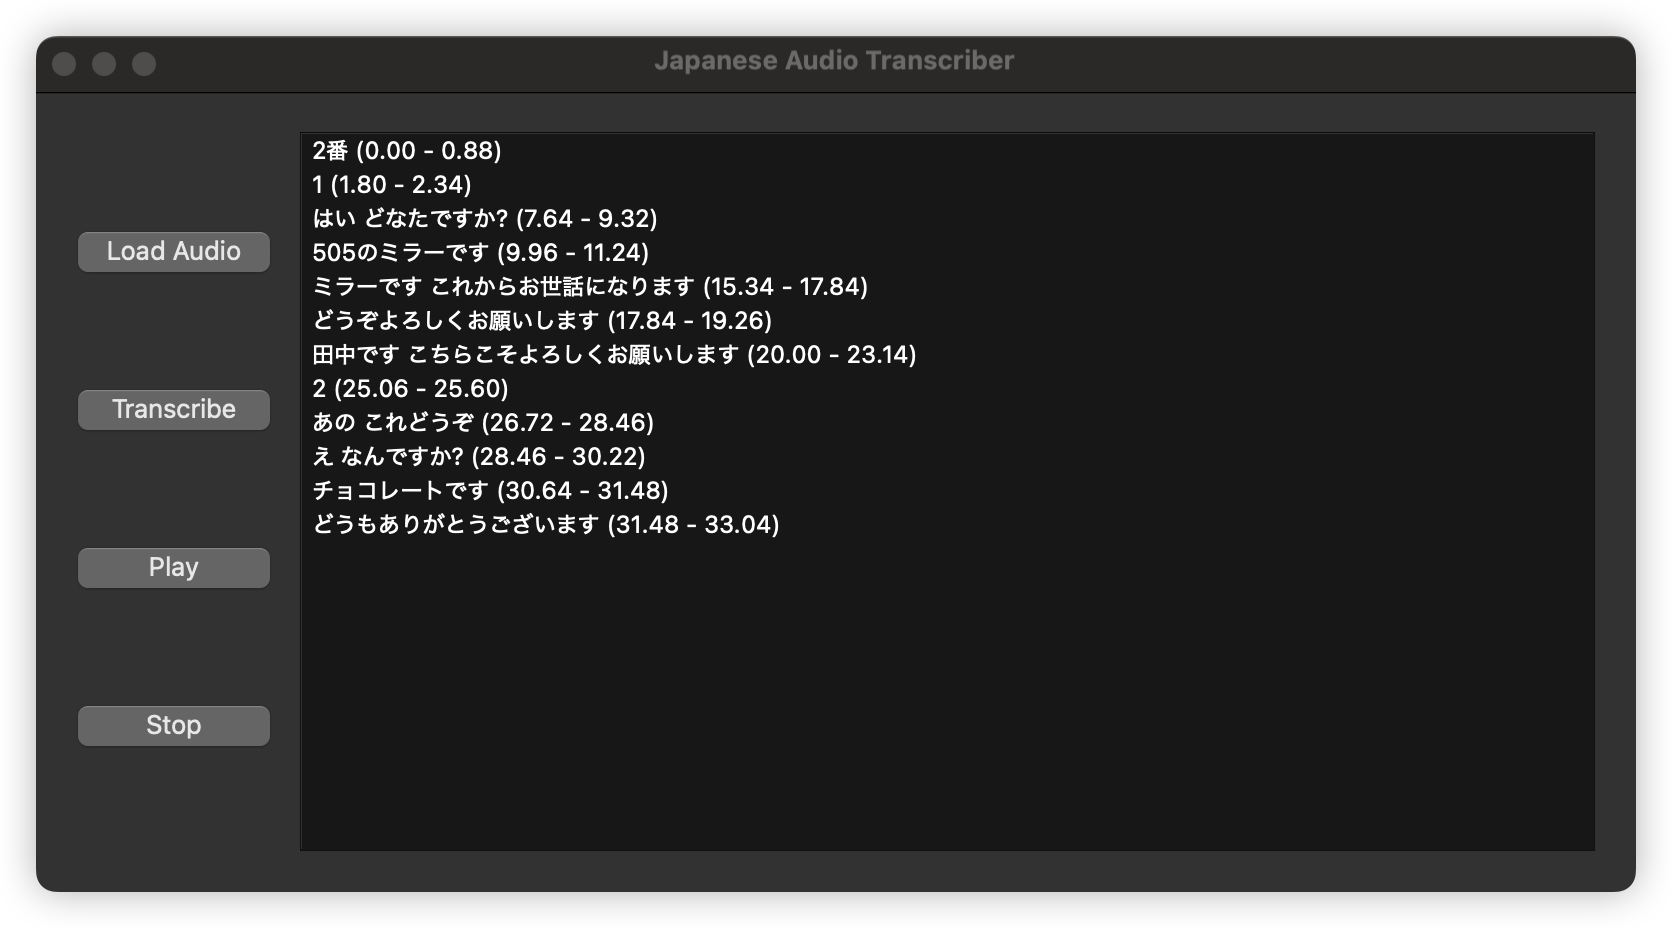 Japanese Audio Transcriber
Load Audio
Transcribe
Play
Stop
2番 (0.00 - 0.88)
1 (1.80 - 2.34)
はい どなたですか? (7.64 - 9.32)
505のミラーです (9.96 - 11.24)
ミラーです これからお世話になります (15.34 - 17.84)
どうぞよろしくお願いします (17.84 - 19.26)
田中です こちらこそよろしくお願いします (20.00 - 23.14)
2 (25.06 - 25.60)
あの これどうぞ (26.72 - 28.46)
え なんですか? (28.46 - 30.22)
チョコレートです (30.64 - 31.48)
どうもありがとうございます (31.48 - 33.04)